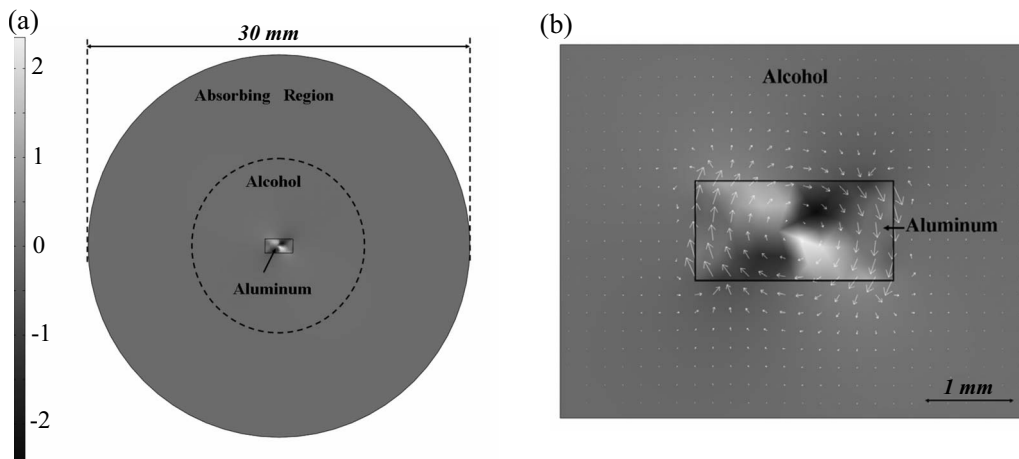 (a)
30 mm
2
1
0
-1
-2
Absorbing Region
Alcohol
Aluminum
(b)
Alcohol
Aluminum
1 mm